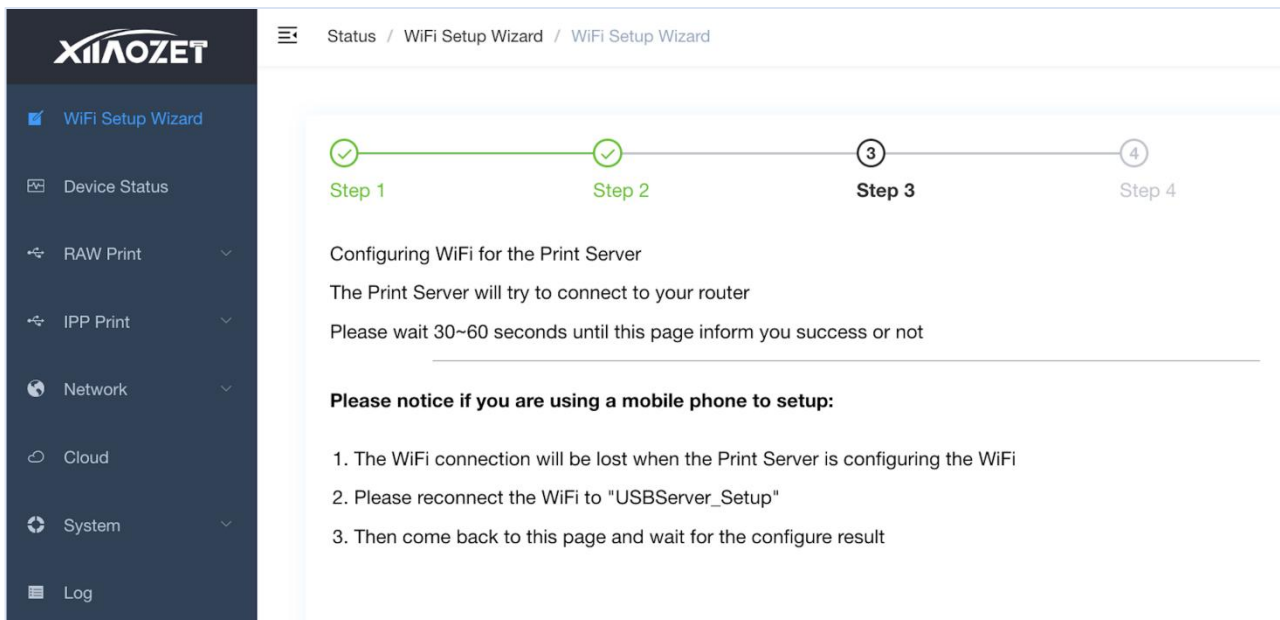 XIIAOZET
Status / WiFi Setup Wizard / WiFi Setup Wizard
WiFi Setup Wizard
Device Status
RAW Print
IPP Print
Network
Cloud
System
Log
3
4
Step 1
Step 2
Step 3
Step 4
Configuring WiFi for the Print Server
The Print Server will try to connect to your router
Please wait 30~60 seconds until this page inform you success or not
Please notice if you are using a mobile phone to setup:
1. The WiFi connection will be lost when the Print Server is configuring the WiFi
2. Please reconnect the WiFi to "USBServer_Setup"
3. Then come back to this page and wait for the configure result